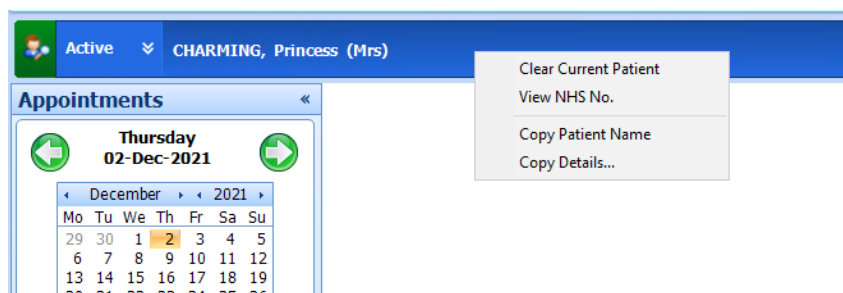 Active CHARMING, Princess (Mrs)
Clear Current Patient
View NHS No.
Copy Patient Name
Copy Details...
Appointments
Thursday
02-Dec-2021
December 2021
Mo Tu We Th Fr Sa Su
29 30 1 2 3 4 5
6 7 8 9 10 11 12
13 14 15 16 17 18 19